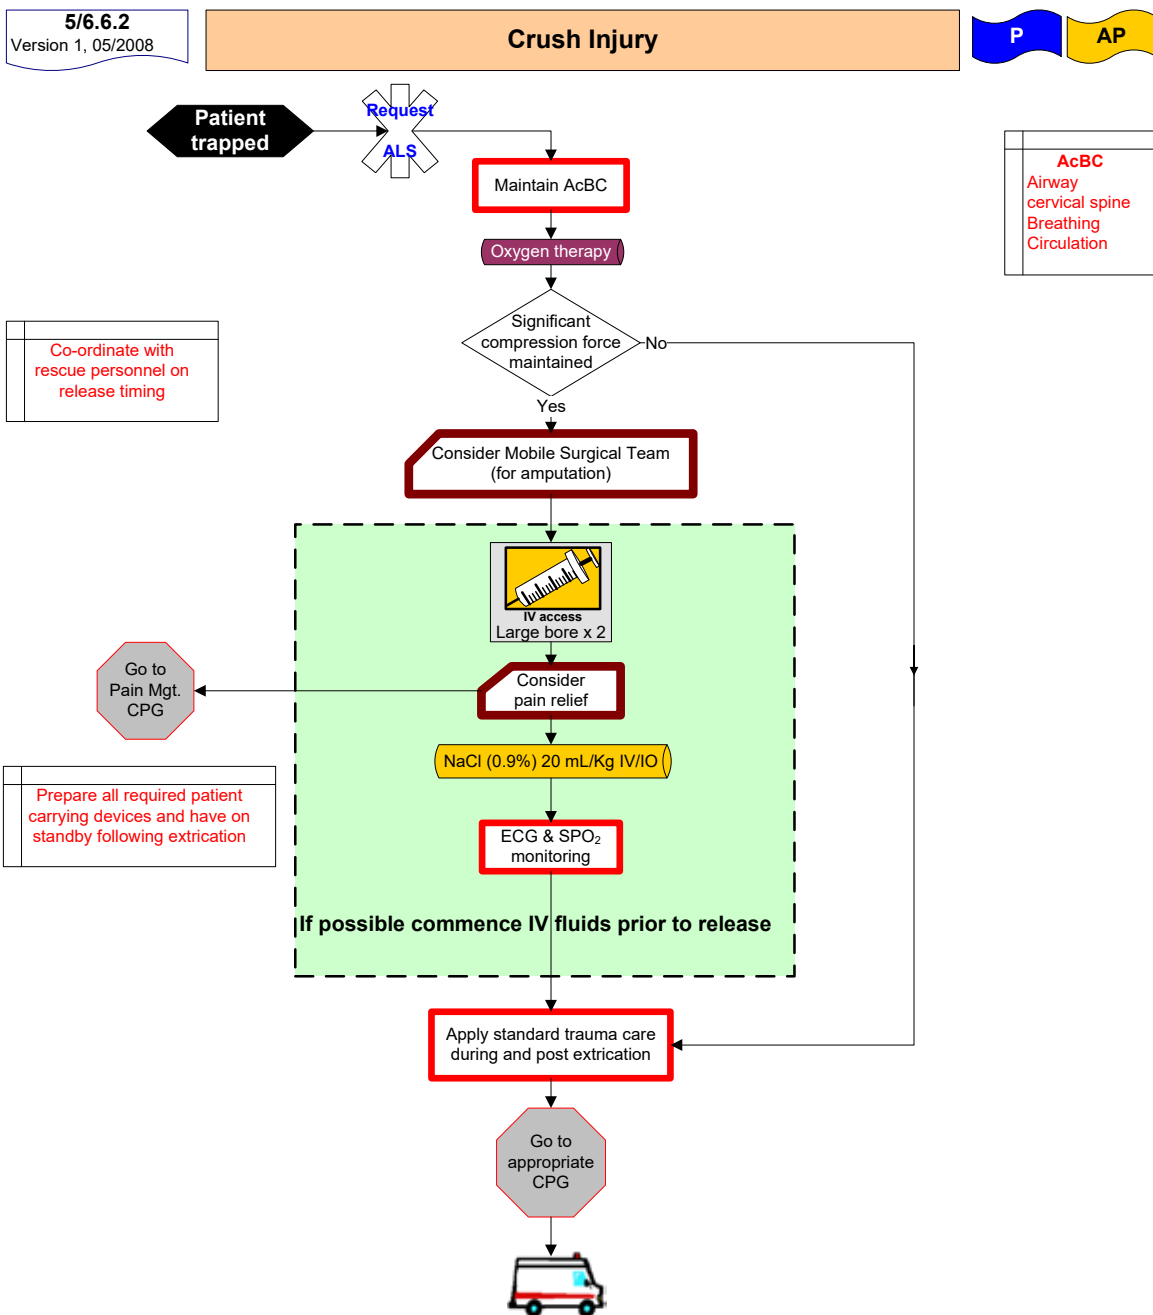 5/6.6.2
Version 1, 05/2008
Crush Injury
P
AP
Patient
trapped
Request
ALS
Maintain AcBC
AcBC
Airway
cervical spine
Breathing
Circulation
Oxygen therapy
Significant
compression force
maintained
No
Co-ordinate with
rescue personnel on
release timing
Yes
Consider Mobile Surgical Team
(for amputation)
IV access
Large bore x 2
Go to
Pain Mgt.
CPG
Consider
pain relief
NaCl (0.9%) 20 mL/Kg IV/IO
Prepare all required patient
carrying devices and have on
standby following extrication
ECG & SPO₂
monitoring
If possible commence IV fluids prior to release
Apply standard trauma care
during and post extrication
Go to
appropriate
CPG